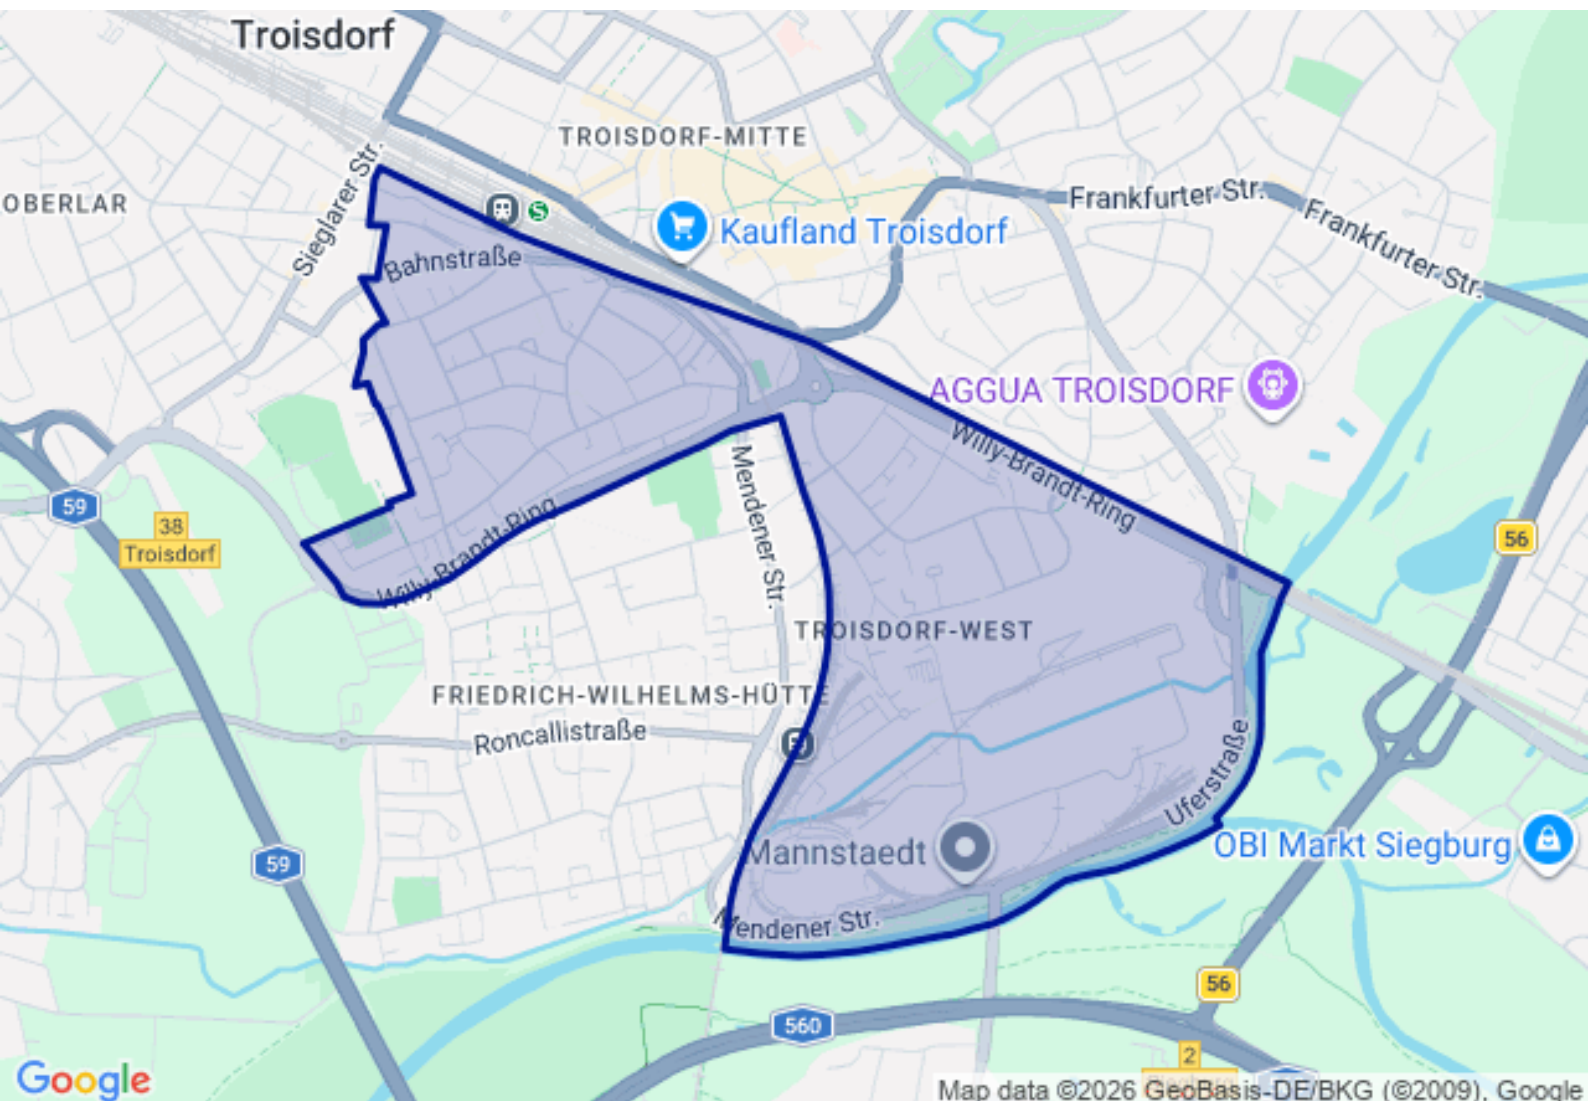 Troisdorf
TROISDORF-MITTE
Sieglarer Str.
OBERLAR
Frankfurter Str.
Frankfurter Str.
S
Kaufland Troisdorf
Bahnstraße
AGGUA TROISDORF
Willy-Brandt-Ring
Mendener Str.
59
38
Troisdorf
Willy-Brandt-Ring
56
TROISDORF-WEST
FRIEDRICH-WILHELMS-HÜTTE
Roncallistraße
Uferstraße
59
Mannstaedt
OBI Markt Siegburg
Mendener Str.
56
560
2
Siegburg
Google
Map data ©2026 GeoBasis-DE/BKG (©2009), Google